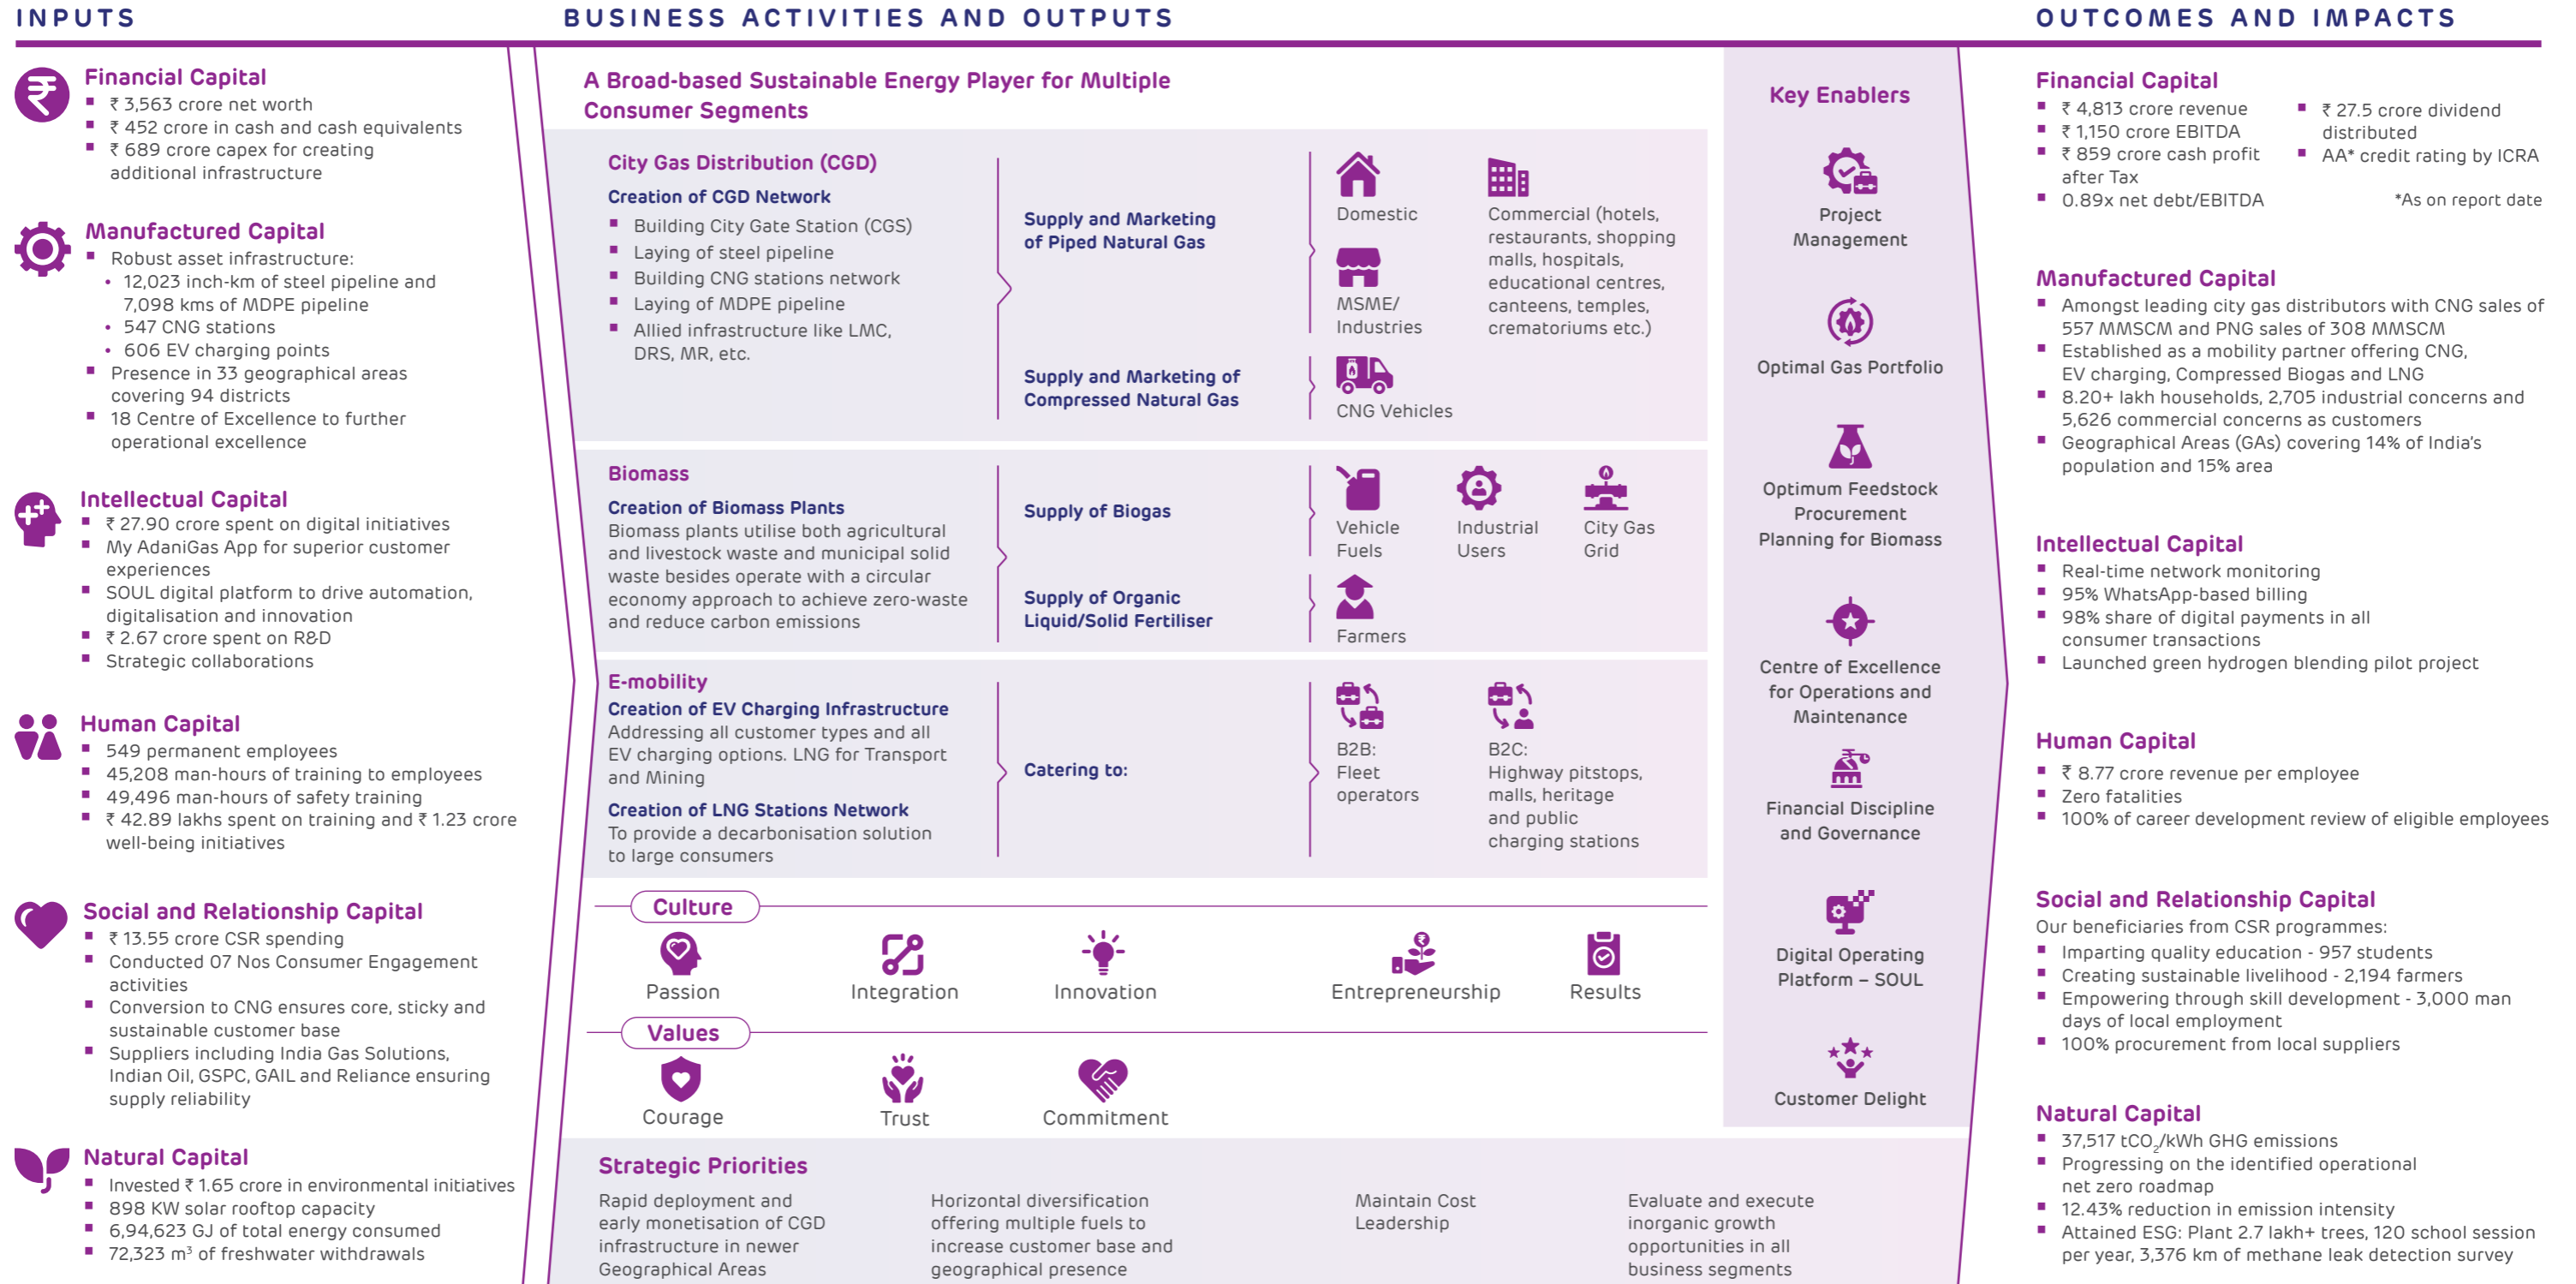 INPUTS
Financial Capital
₹ 3,563 crore net worth
₹ 452 crore in cash and cash equivalents
₹ 689 crore capex for creating
additional infrastructure
Manufactured Capital
Robust asset infrastructure:
12,023 inch-km of steel pipeline and
7,098 kms of MDPE pipeline
547 CNG stations
606 EV charging points
Presence in 33 geographical areas
covering 94 districts
18 Centre of Excellence to further
operational excellence
Intellectual Capital
₹ 27.90 crore spent on digital initiatives
My AdaniGas App for superior customer
experiences
SOUL digital platform to drive automation,
digitalisation and innovation
₹ 2.67 crore spent on R&D
Strategic collaborations
Human Capital
549 permanent employees
45,208 man-hours of training to employees
49,496 man-hours of safety training
₹ 42.89 lakhs spent on training and ₹ 1.23 crore
well-being initiatives
Social and Relationship Capital
₹ 13.55 crore CSR spending
Conducted 07 Nos Consumer Engagement
activities
Conversion to CNG ensures core, sticky and
sustainable customer base
Suppliers including India Gas Solutions,
Indian Oil, GSPC, GAIL and Reliance ensuring
supply reliability
Natural Capital
Invested ₹ 1.65 crore in environmental initiatives
898 KW solar rooftop capacity
6,94,623 GJ of total energy consumed
72,323 m³ of freshwater withdrawals
BUSINESS ACTIVITIES AND OUTPUTS
A Broad-based Sustainable Energy Player for Multiple
Consumer Segments
City Gas Distribution (CGD)
Creation of CGD Network
Building City Gate Station (CGS)
Laying of steel pipeline
Building CNG stations network
Laying of MDPE pipeline
Allied infrastructure like LMC,
DRS, MR, etc.
Supply and Marketing
of Piped Natural Gas
Domestic
MSME/
Industries
Commercial (hotels,
restaurants, shopping
malls, hospitals,
educational centres,
canteens, temples,
crematoriums etc.)
Supply and Marketing of
Compressed Natural Gas
CNG Vehicles
Biomass
Creation of Biomass Plants
Biomass plants utilise both agricultural
and livestock waste and municipal solid
waste besides operate with a circular
economy approach to achieve zero-waste
and reduce carbon emissions
Supply of Biogas
Vehicle
Fuels
Industrial
Users
City Gas
Grid
Supply of Organic
Liquid/Solid Fertiliser
Farmers
E-mobility
Creation of EV Charging Infrastructure
Addressing all customer types and all
EV charging options. LNG for Transport
and Mining
Creation of LNG Stations Network
To provide a decarbonisation solution
to large consumers
Catering to:
B2B:
Fleet
operators
B2C:
Highway pitstops,
malls, heritage
and public
charging stations
Culture
Passion
Integration
Innovation
Entrepreneurship
Results
Values
Courage
Trust
Commitment
Strategic Priorities
Rapid deployment and
early monetisation of CGD
infrastructure in newer
Geographical Areas
Horizontal diversification
offering multiple fuels to
increase customer base and
geographical presence
Maintain Cost
Leadership
Evaluate and execute
inorganic growth
opportunities in all
business segments
Key Enablers
Project
Management
Optimal Gas Portfolio
Optimum Feedstock
Procurement
Planning for Biomass
Centre of Excellence
for Operations and
Maintenance
Financial Discipline
and Governance
Digital Operating
Platform – SOUL
Customer Delight
OUTCOMES AND IMPACTS
Financial Capital
₹ 4,813 crore revenue
₹ 1,150 crore EBITDA
₹ 859 crore cash profit
after Tax
0.89x net debt/EBITDA
₹ 27.5 crore dividend
distributed
AA* credit rating by ICRA
*As on report date
Manufactured Capital
Amongst leading city gas distributors with CNG sales of
557 MMSCM and PNG sales of 308 MMSCM
Established as a mobility partner offering CNG,
EV charging, Compressed Biogas and LNG
8.20+ lakh households, 2,705 industrial concerns and
5,626 commercial concerns as customers
Geographical Areas (GAs) covering 14% of India's
population and 15% area
Intellectual Capital
Real-time network monitoring
95% WhatsApp-based billing
98% share of digital payments in all
consumer transactions
Launched green hydrogen blending pilot project
Human Capital
₹ 8.77 crore revenue per employee
Zero fatalities
100% of career development review of eligible employees
Social and Relationship Capital
Our beneficiaries from CSR programmes:
Imparting quality education - 957 students
Creating sustainable livelihood - 2,194 farmers
Empowering through skill development - 3,000 man
days of local employment
100% procurement from local suppliers
Natural Capital
37,517 tCO₂/kWh GHG emissions
Progressing on the identified operational
net zero roadmap
12.43% reduction in emission intensity
Attained ESG: Plant 2.7 lakh+ trees, 120 school session
per year, 3,376 km of methane leak detection survey